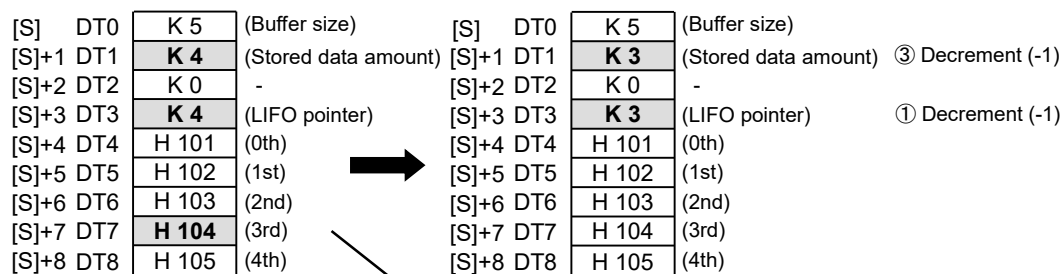 [S] DT0 K 5 (Buffer size) [S] DT0 K 5 (Buffer size)
[S]+1 DT1 K 4 (Stored data amount) [S]+1 DT1 K 3 (Stored data amount) ③ Decrement (-1)
[S]+2 DT2 K 0 - [S]+2 DT2 K 0 -
[S]+3 DT3 K 4 (LIFO pointer) [S]+3 DT3 K 3 (LIFO pointer) ① Decrement (-1)
[S]+4 DT4 H 101 (0th) [S]+4 DT4 H 101 (0th)
[S]+5 DT5 H 102 (1st) [S]+5 DT5 H 102 (1st)
[S]+6 DT6 H 103 (2nd) [S]+6 DT6 H 103 (2nd)
[S]+7 DT7 H 104 (3rd) [S]+7 DT7 H 104 (3rd)
[S]+8 DT8 H 105 (4th) [S]+8 DT8 H 105 (4th)